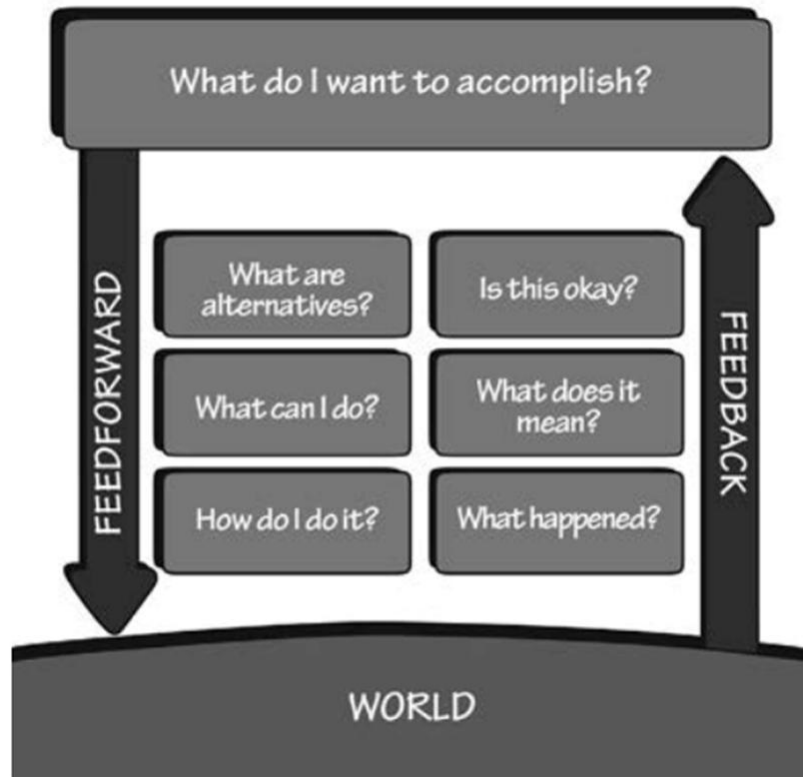 What do I want to accomplish?
FEEDFORWARD
What are
alternatives?
What can I do?
How do I do it?
Is this okay?
What does it
mean?
What happened?
FEEDBACK
WORLD